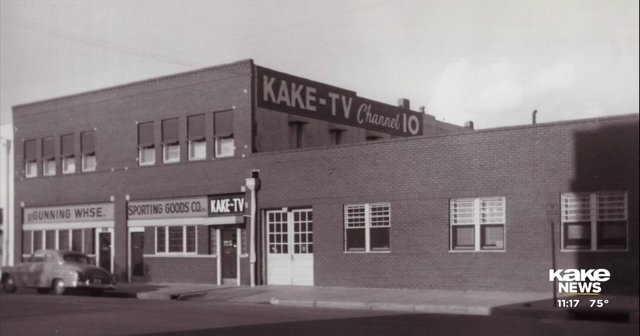 KAKE-TV Channel 10
GUNNING WHSE.
SPORTING GOODS CO.
KAKE-TV
KAKE
NEWS
11:17 75°